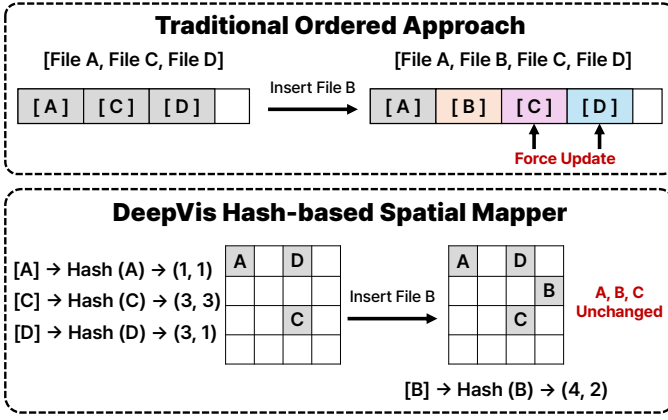 Traditional Ordered Approach
[File A, File C, File D]
[File A, File B, File C, File D]
[ A ] [ C ] [ D ]
Insert File B
[ A ] [ B ] [ C ] [ D ]
Force Update
DeepVis Hash-based Spatial Mapper
[A] → Hash (A) → (1, 1)
[C] → Hash (C) → (3, 3)
[D] → Hash (D) → (3, 1)
A D
C
Insert File B
A D
B
C
A, B, C
Unchanged
[B] → Hash (B) → (4, 2)